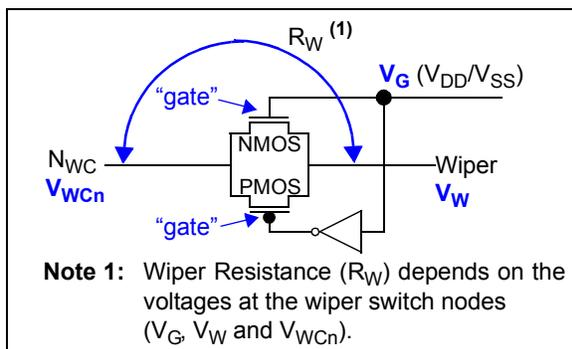 RW (1)
VG (VDD/VSS)
“gate”
NMOS
NWC
Wiper
VWCn
PMOS
VW
“gate”
Note 1: Wiper Resistance (RW) depends on the
voltages at the wiper switch nodes
(VG, VW and VWCn).